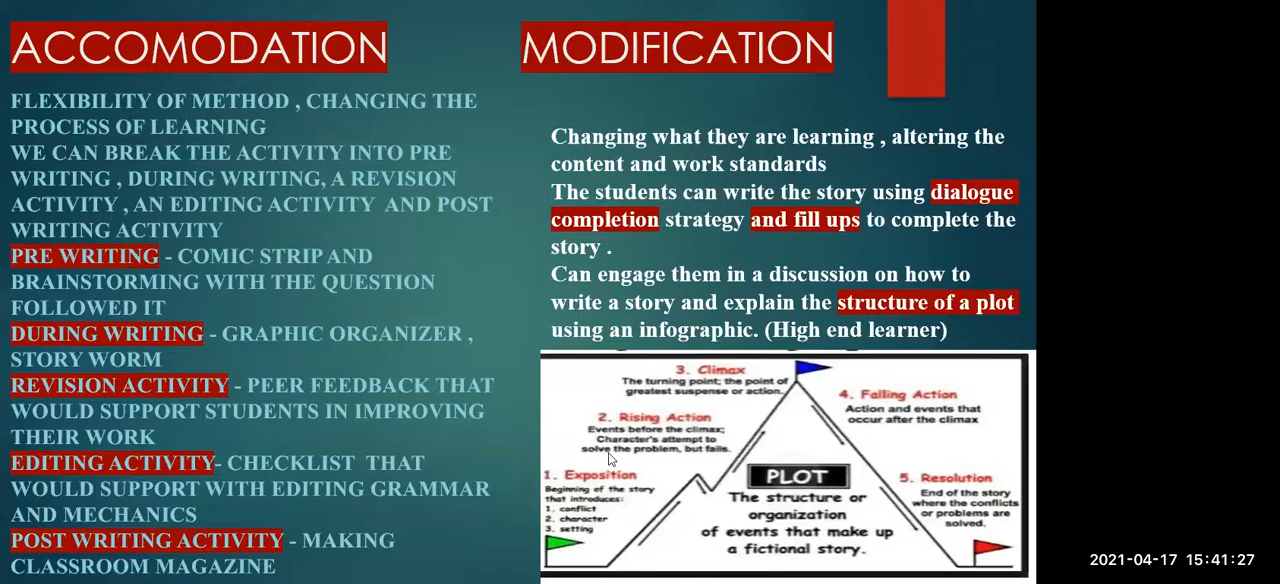 ACCOMODATION
FLEXIBILITY OF METHOD , CHANGING THE
PROCESS OF LEARNING
WE CAN BREAK THE ACTIVITY INTO PRE
WRITING , DURING WRITING, A REVISION
ACTIVITY , AN EDITING ACTIVITY AND POST
WRITING ACTIVITY
PRE WRITING - COMIC STRIP AND
BRAINSTORMING WITH THE QUESTION
FOLLOWED IT
DURING WRITING - GRAPHIC ORGANIZER ,
STORY WORM
REVISION ACTIVITY - PEER FEEDBACK THAT
WOULD SUPPORT STUDENTS IN IMPROVING
THEIR WORK
EDITING ACTIVITY- CHECKLIST THAT
WOULD SUPPORT WITH EDITING GRAMMAR
AND MECHANICS
POST WRITING ACTIVITY - MAKING
CLASSROOM MAGAZINE
MODIFICATION
Changing what they are learning , altering the
content and work standards
The students can write the story using dialogue
completion strategy and fill ups to complete the
story .
Can engage them in a discussion on how to
write a story and explain the structure of a plot
using an infographic. (High end learner)
3. Climax
The turning point; the point of
greatest suspense or action.
2. Rising Action
Events before the climax;
Character's attempt to
solve the problem, but fails.
1. Exposition
Beginning of the story
that introduces:
1. conflict
2. character
3. setting
4. Falling Action
Action and events that
occur after the climax
5. Resolution
End of the story
where the conflicts
or problems are
solved.
PLOT
The structure or
organization
of events that make up
a fictional story.
2021-04-17 15:41:27